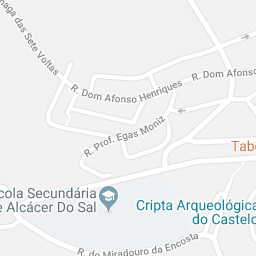 naga das Sete Voltas
R. Dom Afonso Henriques
R. Dom Afonso
R. Prof. Egas Moniz
Tabe
cola Secundária
e Alcácer Do Sal
Cripta Arqueológica
do Castelo
R. do Miradouro da Encosta